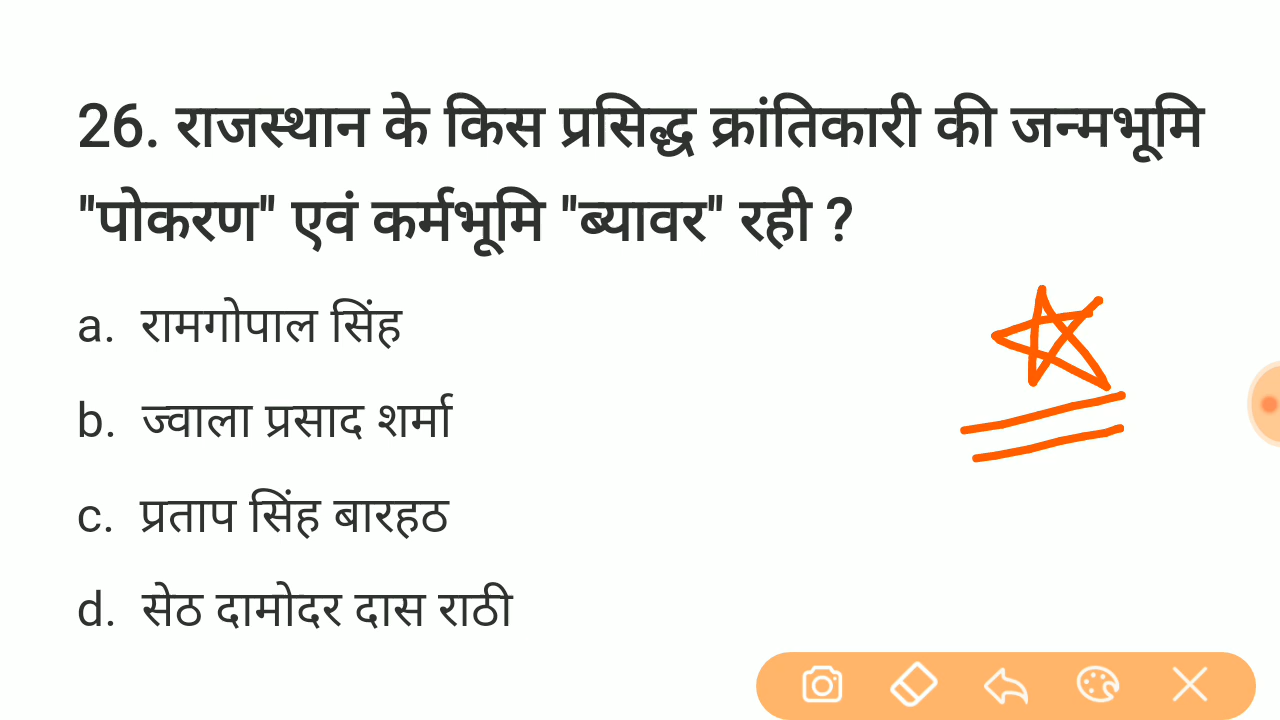 26. राजस्थान के किस प्रसिद्ध क्रांतिकारी की जन्मभूमि
"पोकरण" एवं कर्मभूमि "ब्यावर" रही ?
a. रामगोपाल सिंह
b. ज्वाला प्रसाद शर्मा
c. प्रताप सिंह बारहठ
d. सेठ दामोदर दास राठी